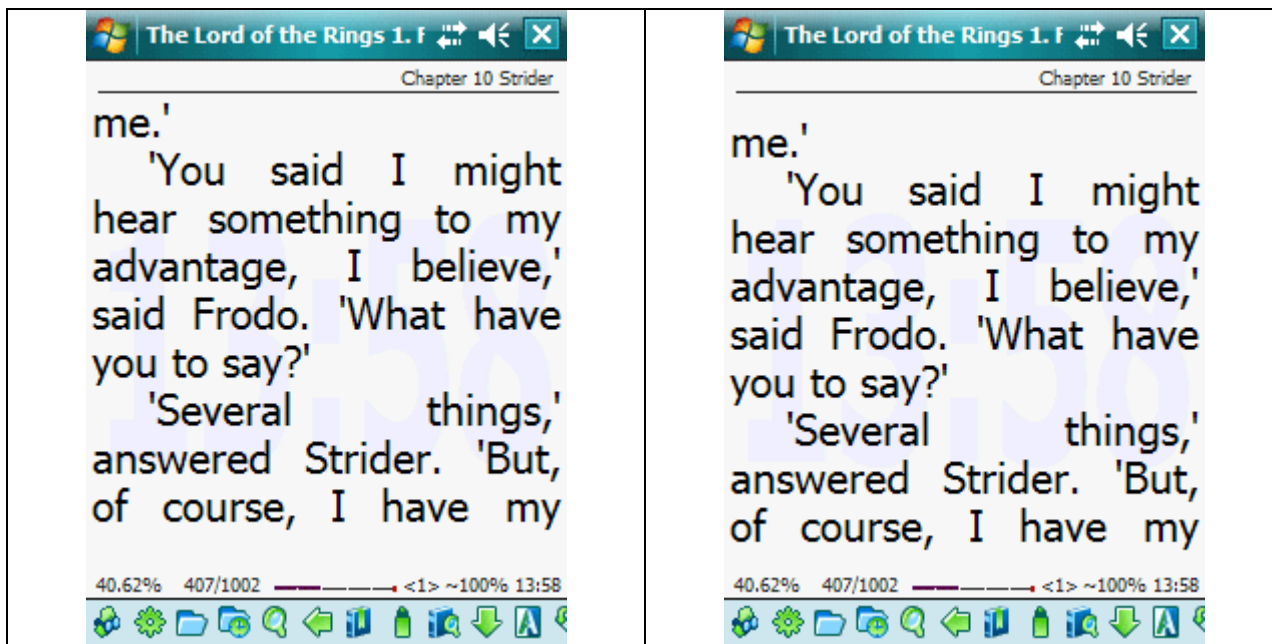 The Lord of the Rings 1. F
Chapter 10 Strider
me.'
'You said I might
hear something to my
advantage, I believe,'
said Frodo. 'What have
you to say?'
'Several things,'
answered Strider. 'But,
of course, I have my
13:58
40.62% 407/1002 <1> ~100% 13:58
The Lord of the Rings 1. F
Chapter 10 Strider
me.'
'You said I might
hear something to my
advantage, I believe,'
said Frodo. 'What have
you to say?'
'Several things,'
answered Strider. 'But,
of course, I have my
13:58
40.62% 407/1002 <1> ~100% 13:58